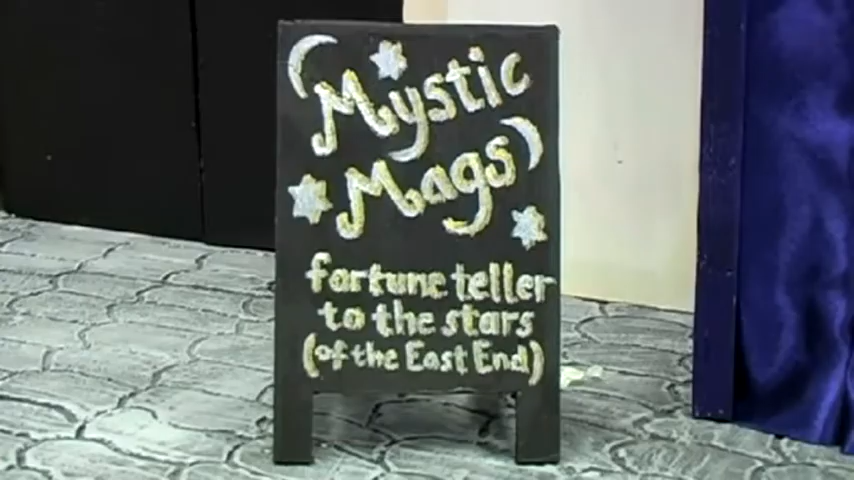 Mystic
Mags
fortune teller
to the stars
(of the East End)